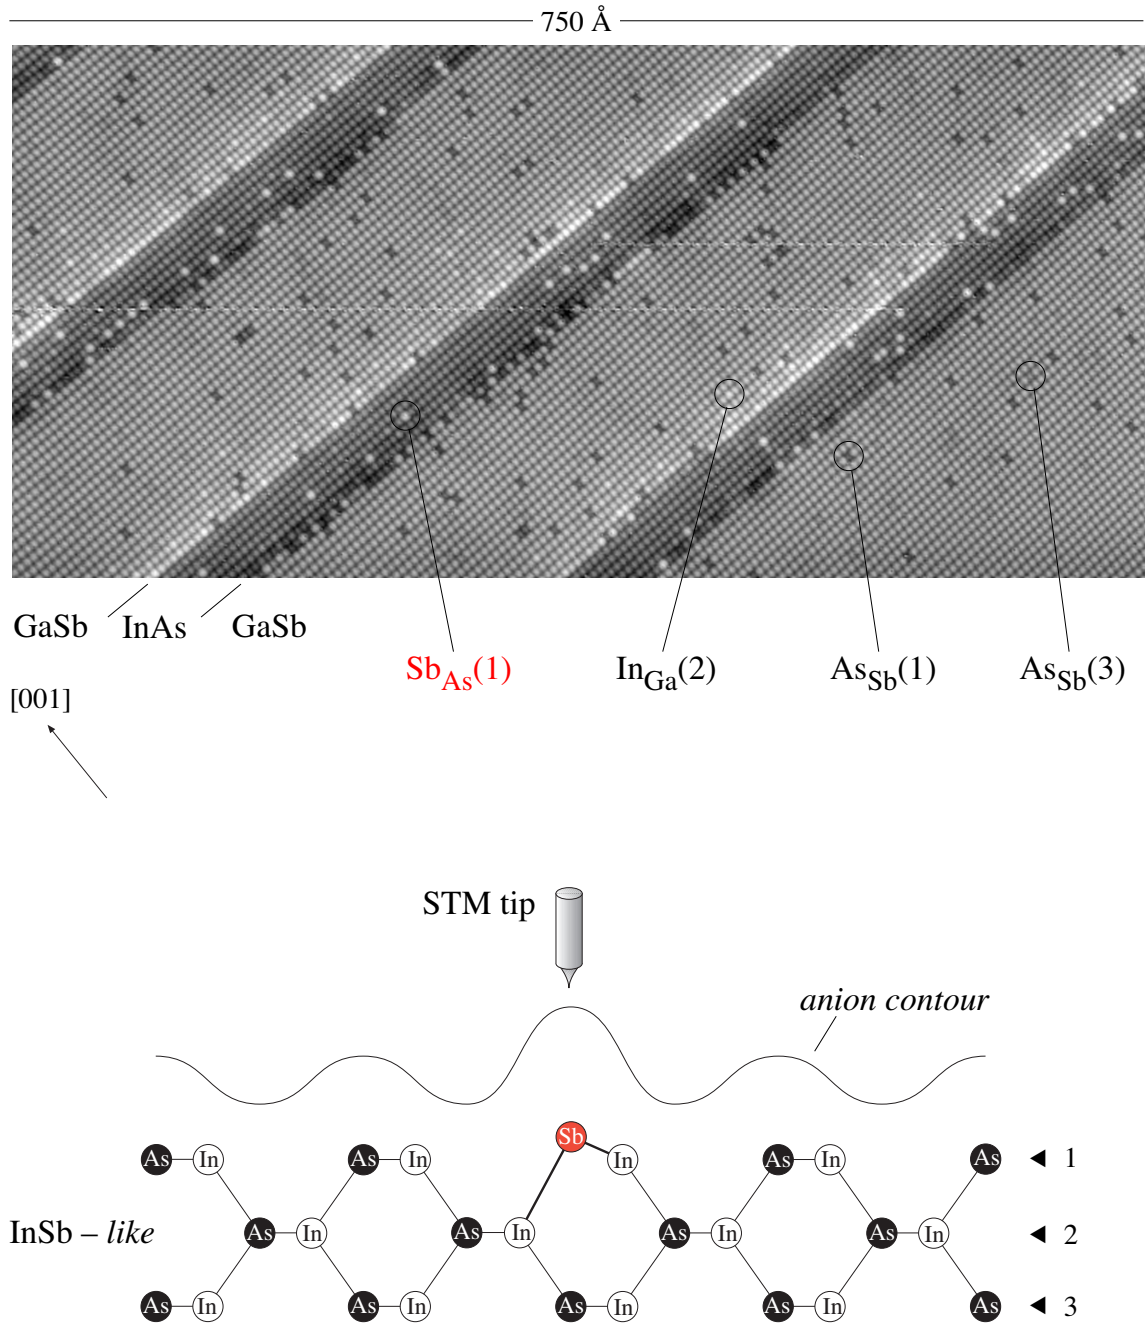 750 Å
GaSb InAs GaSb
Sb_As(1) In_Ga(2) As_Sb(1) As_Sb(3)
[001]
STM tip
anion contour
Sb
As In As In In As In As 1
InSb – like As In As In As In As In 2
As In As In As In As In As 3